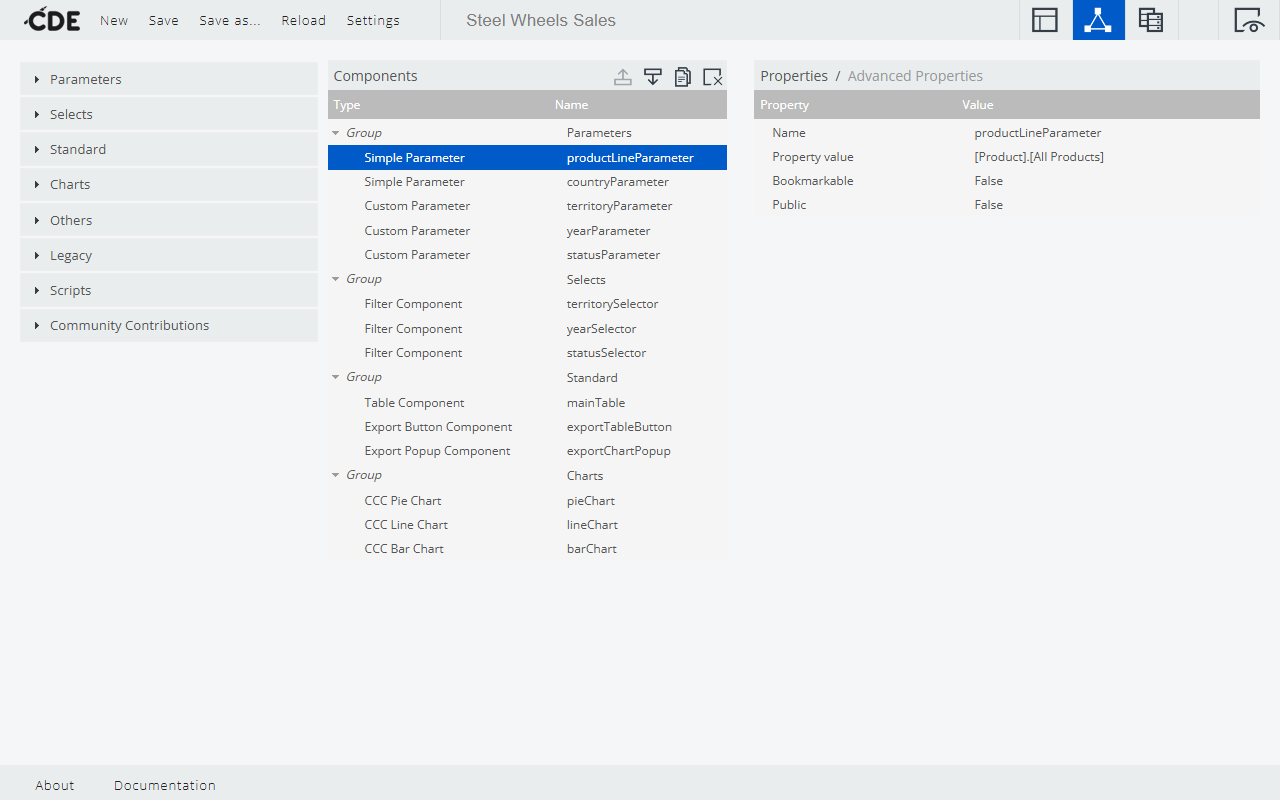 CDE New Save Save as... Reload Settings Steel Wheels Sales
Parameters
Selects
Standard
Charts
Others
Legacy
Scripts
Community Contributions
Components
Type Name
Group Parameters
Simple Parameter productLineParameter
Simple Parameter countryParameter
Custom Parameter territoryParameter
Custom Parameter yearParameter
Custom Parameter statusParameter
Group Selects
Filter Component territorySelector
Filter Component yearSelector
Filter Component statusSelector
Group Standard
Table Component mainTable
Export Button Component exportTableButton
Export Popup Component exportChartPopup
Group Charts
CCC Pie Chart pieChart
CCC Line Chart lineChart
CCC Bar Chart barChart
Properties / Advanced Properties
Property Value
Name productLineParameter
Property value [Product].[All Products]
Bookmarkable False
Public False
About Documentation